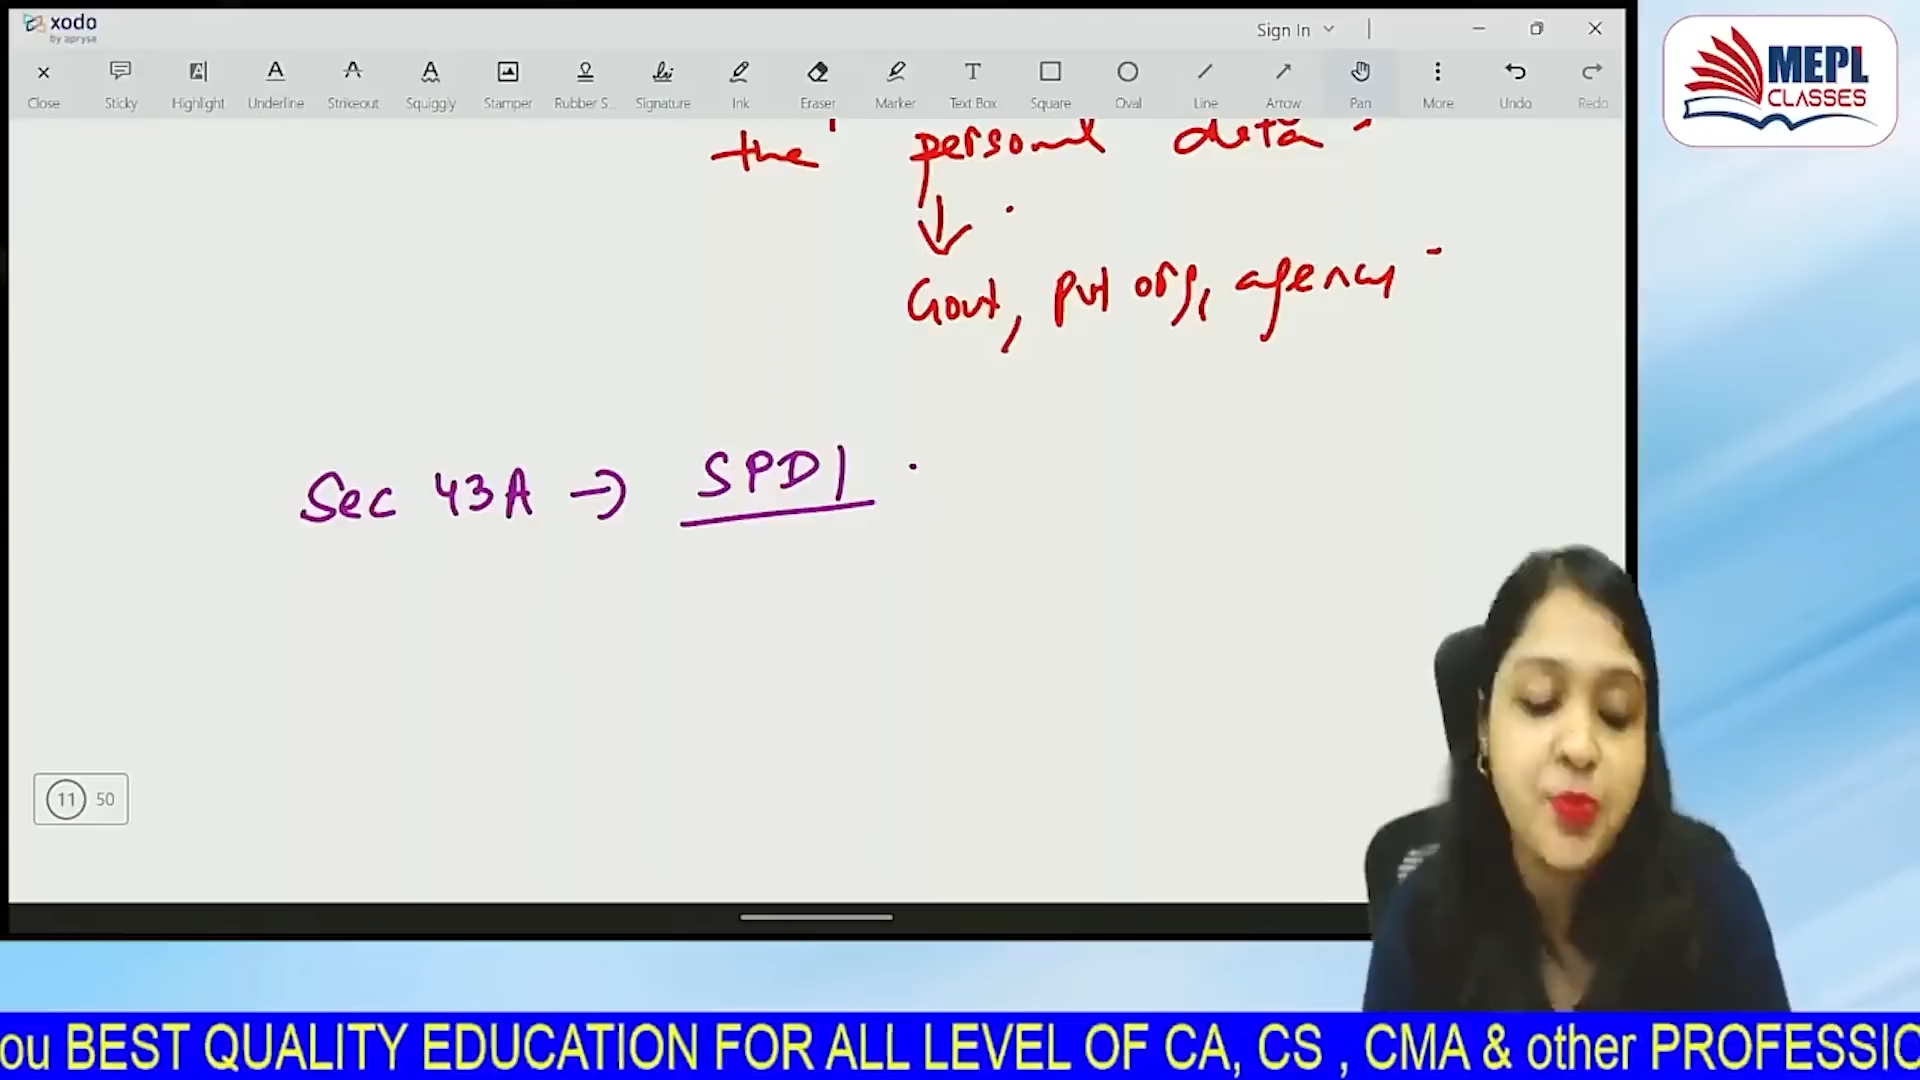 xodo
by apryse
Sign In
Close Sticky Highlight Underline Strikeout Squiggly Stamper Rubber S... Signature Ink Eraser Marker Text Box Square Oval Line Arrow Pan More Undo Redo
MEPL
CLASSES
the personal data
Govt, pvt org, agency
Sec 43A → SPDI
11 50
ou BEST QUALITY EDUCATION FOR ALL LEVEL OF CA, CS , CMA & other PROFESSIO